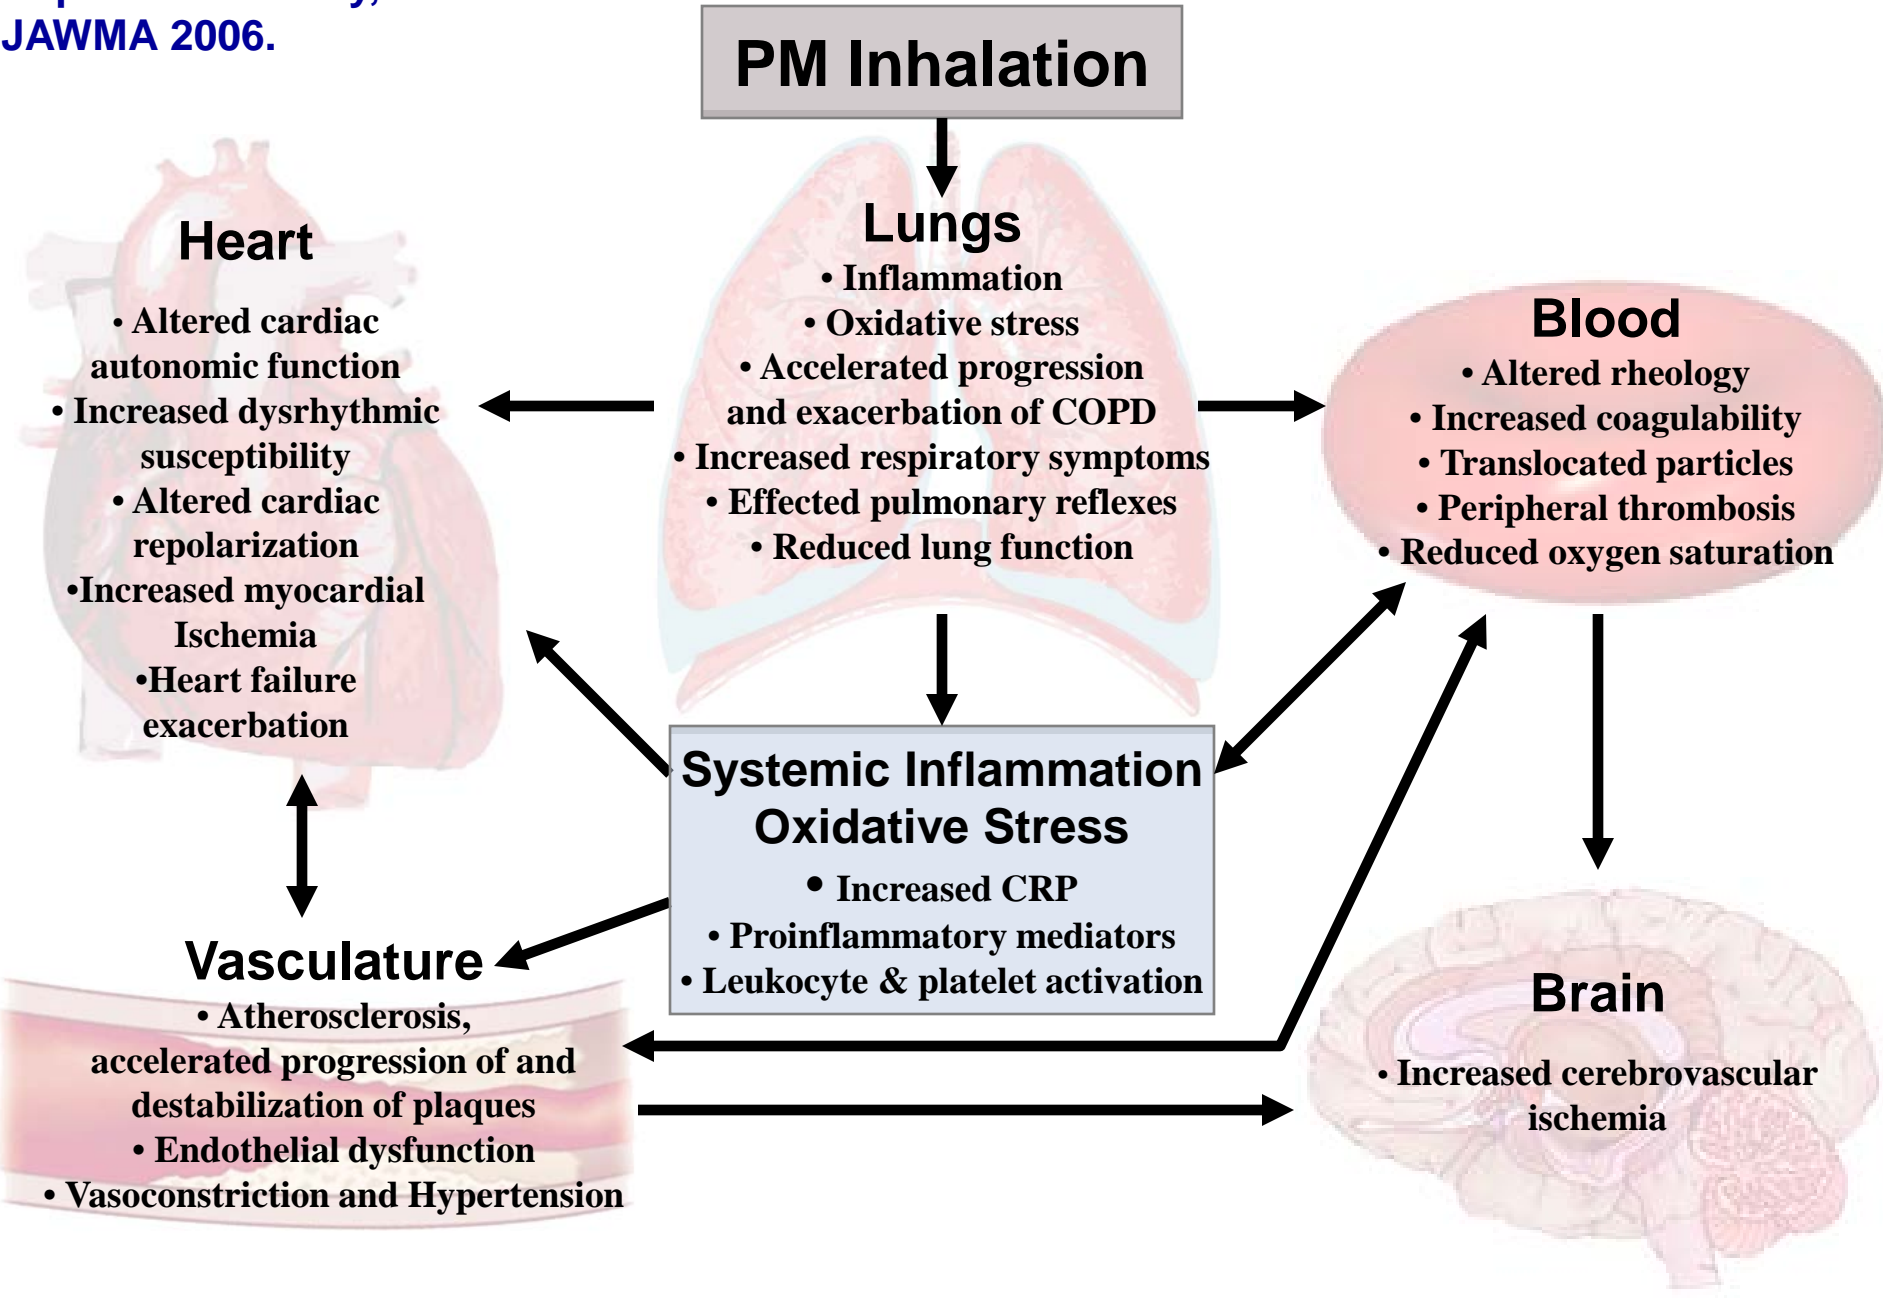 JAWMA 2006.
PM Inhalation
Heart
• Altered cardiac
autonomic function
• Increased dysrhythmic
susceptibility
• Altered cardiac
repolarization
•Increased myocardial
Ischemia
•Heart failure
exacerbation
Lungs
• Inflammation
• Oxidative stress
• Accelerated progression
and exacerbation of COPD
• Increased respiratory symptoms
• Effected pulmonary reflexes
• Reduced lung function
Blood
• Altered rheology
• Increased coagulability
• Translocated particles
• Peripheral thrombosis
• Reduced oxygen saturation
Systemic Inflammation
Oxidative Stress
• Increased CRP
• Proinflammatory mediators
• Leukocyte & platelet activation
Vasculature
• Atherosclerosis,
accelerated progression of and
destabilization of plaques
• Endothelial dysfunction
• Vasoconstriction and Hypertension
Brain
• Increased cerebrovascular
ischemia